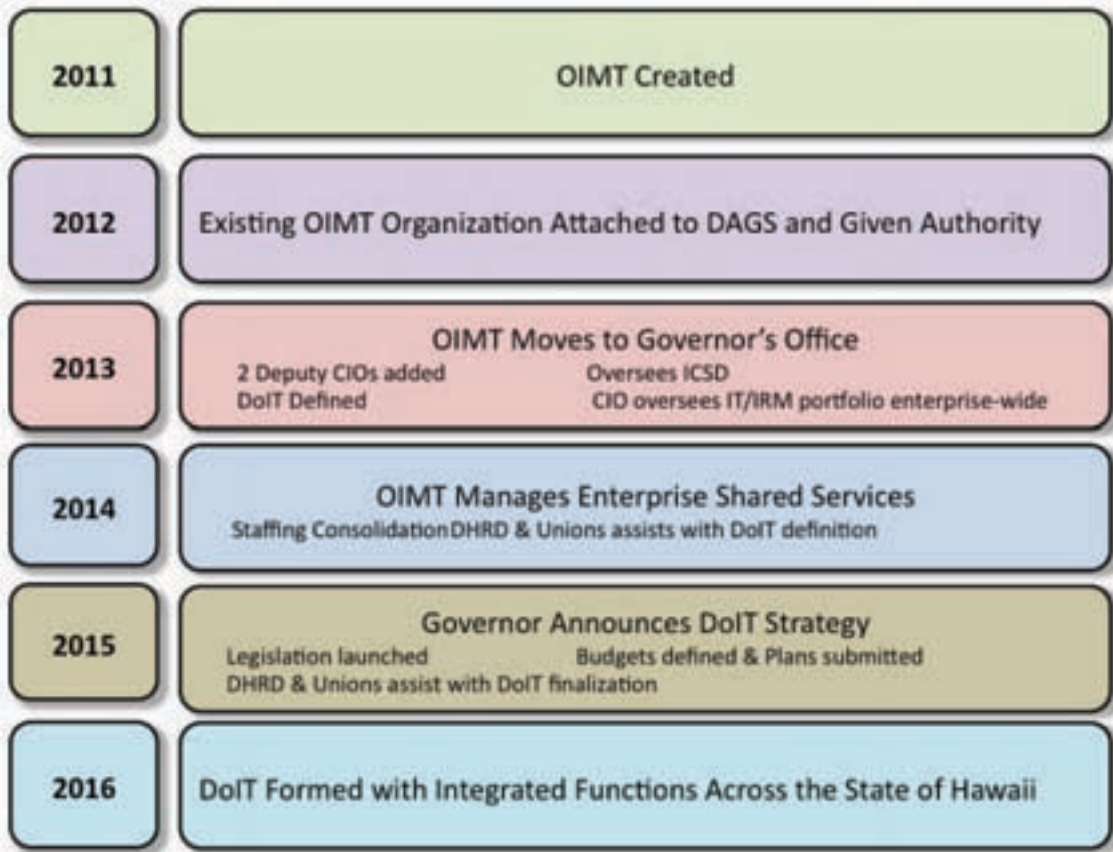 2011
OIMT Created
2012
Existing OIMT Organization Attached to DAGS and Given Authority
2013
OIMT Moves to Governor's Office
2 Deputy CIOs added Oversees ICSD
DoIT Defined CIO oversees IT/IRM portfolio enterprise-wide
2014
OIMT Manages Enterprise Shared Services
Staffing ConsolidationDHRD & Unions assists with DoIT definition
2015
Governor Announces DoIT Strategy
Legislation launched Budgets defined & Plans submitted
DHRD & Unions assist with DoIT finalization
2016
DoIT Formed with Integrated Functions Across the State of Hawaii